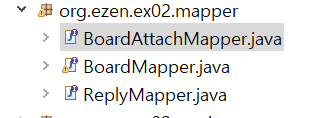 org.ezen.ex02.mapper
BoardAttachMapper.java
BoardMapper.java
ReplyMapper.java